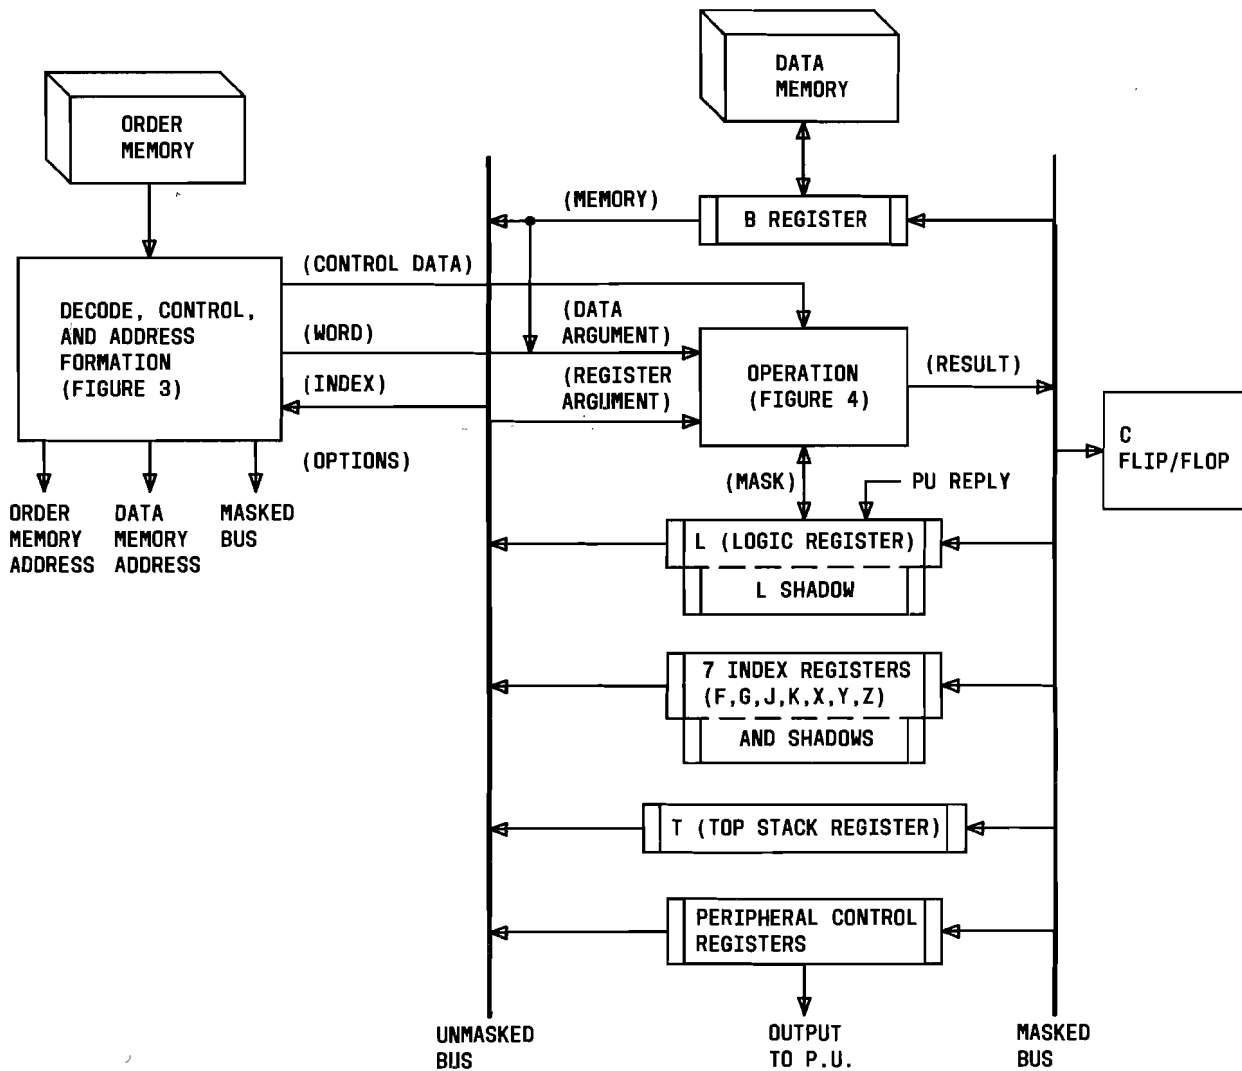 DATA
MEMORY
ORDER
MEMORY
(MEMORY)
B REGISTER
(CONTROL DATA)
DECODE, CONTROL,
AND ADDRESS
FORMATION
(FIGURE 3)
(WORD)
(INDEX)
(OPTIONS)
(DATA
ARGUMENT)
(REGISTER
ARGUMENT)
OPERATION
(FIGURE 4)
(RESULT)
C
FLIP/FLOP
ORDER
MEMORY
ADDRESS
DATA
MEMORY
ADDRESS
MASKED
BUS
(MASK)
PU REPLY
L (LOGIC REGISTER)
L SHADOW
7 INDEX REGISTERS
(F,G,J,K,X,Y,Z)
AND SHADOWS
T (TOP STACK REGISTER)
PERIPHERAL CONTROL
REGISTERS
UNMASKED
BUS
OUTPUT
TO P.U.
MASKED
BUS